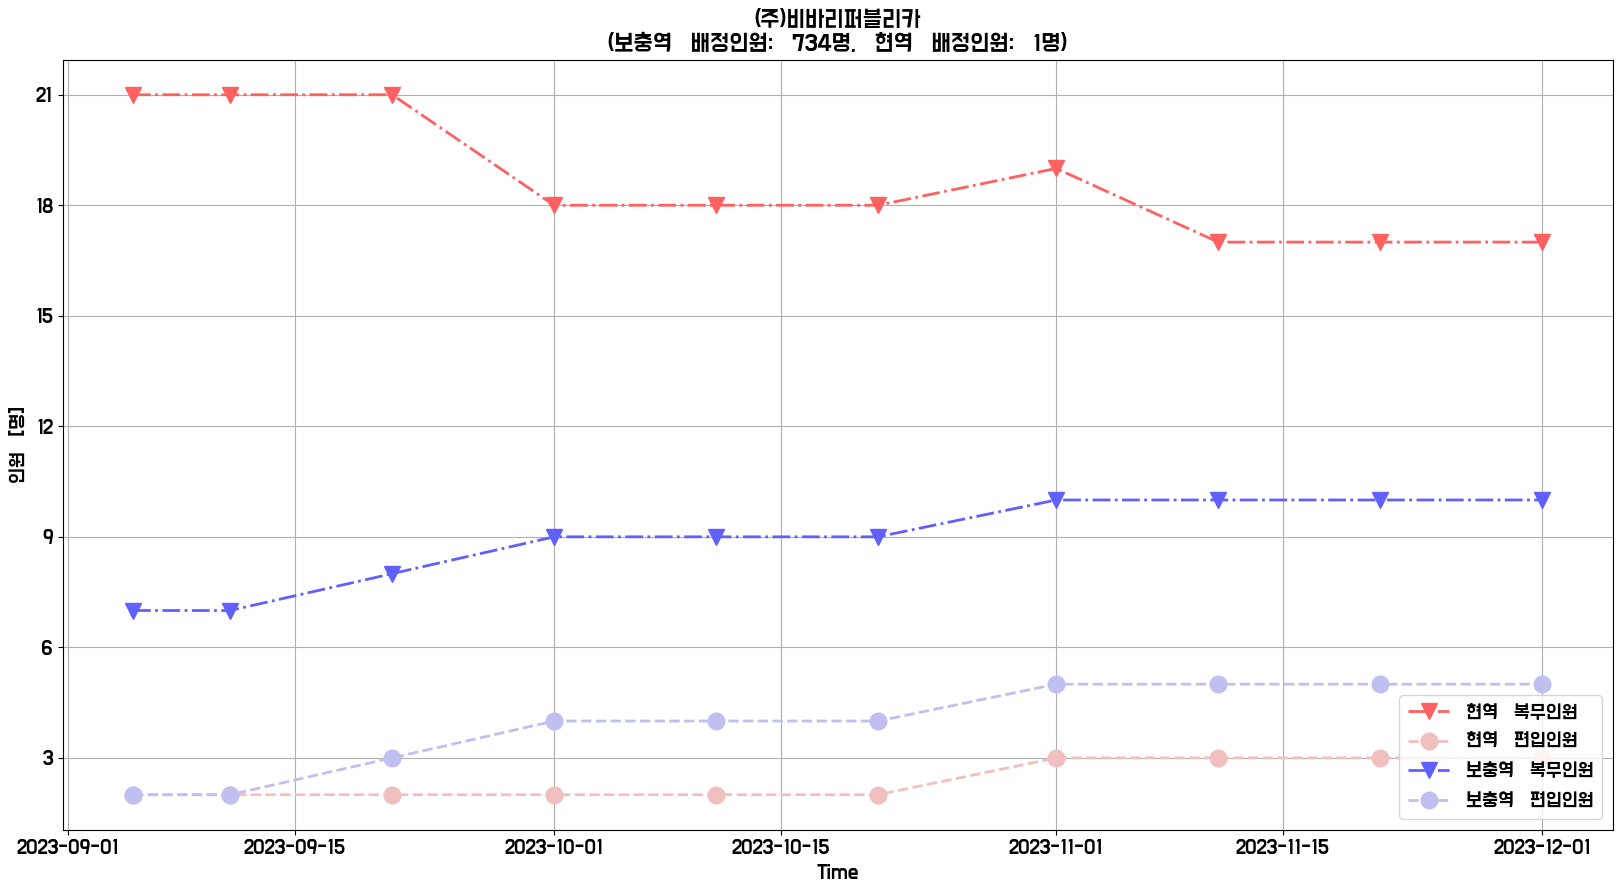 (주)비바리퍼블리카
(보충역 배정인원: 734명, 현역 배정인원: 1명)
인원 [명]
21
18
15
12
9
6
3
현역 복무인원
현역 편입인원
보충역 복무인원
보충역 편입인원
2023-09-01 2023-09-15 2023-10-01 2023-10-15 2023-11-01 2023-11-15 2023-12-01
Time